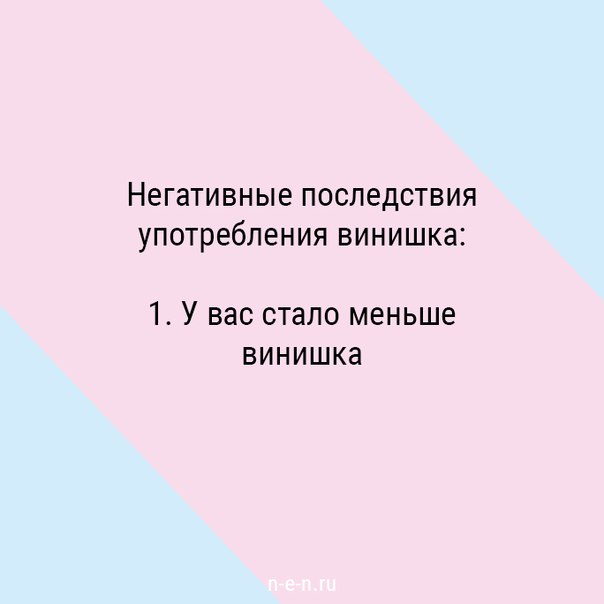 Негативные последствия
употребления винишка:
1. У вас стало меньше
винишка
n-e-n.ru